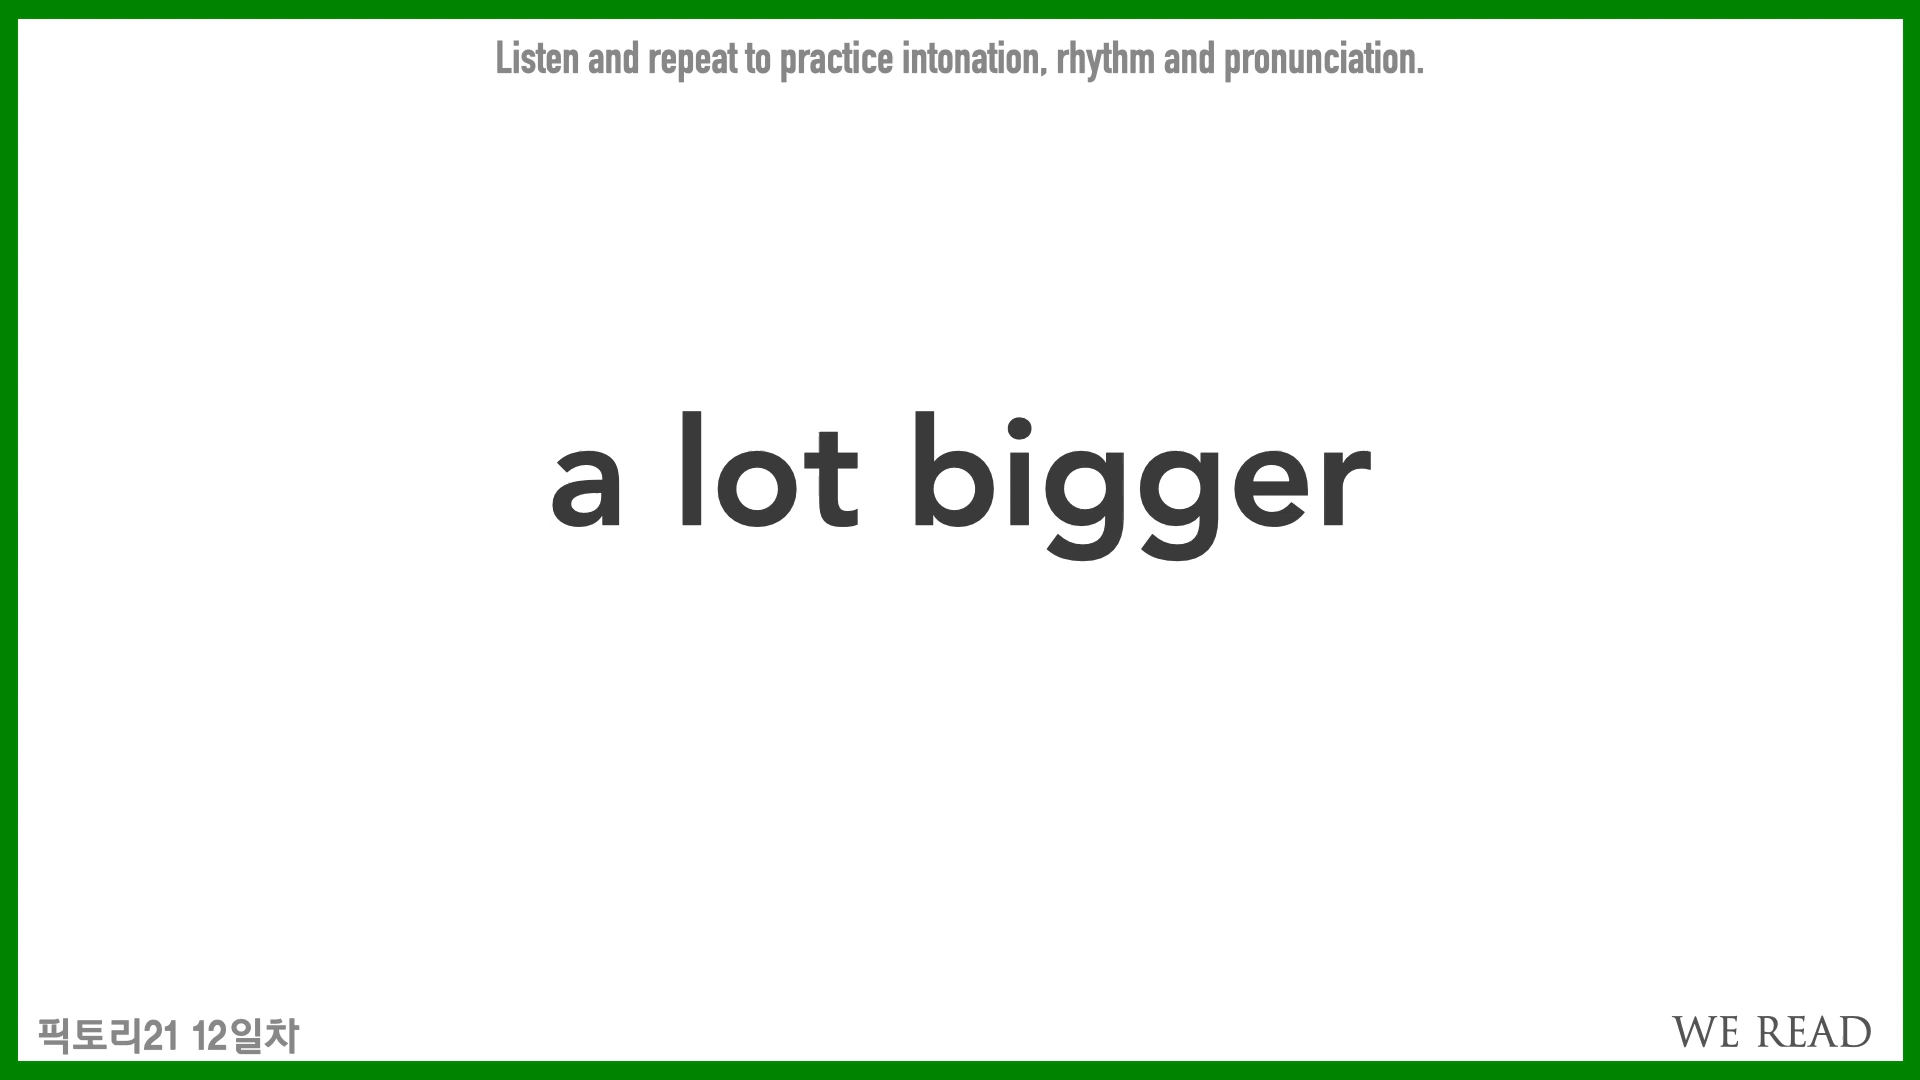 Listen and repeat to practice intonation, rhythm and pronunciation.
a lot bigger
픽토리21 12일차
WE READ